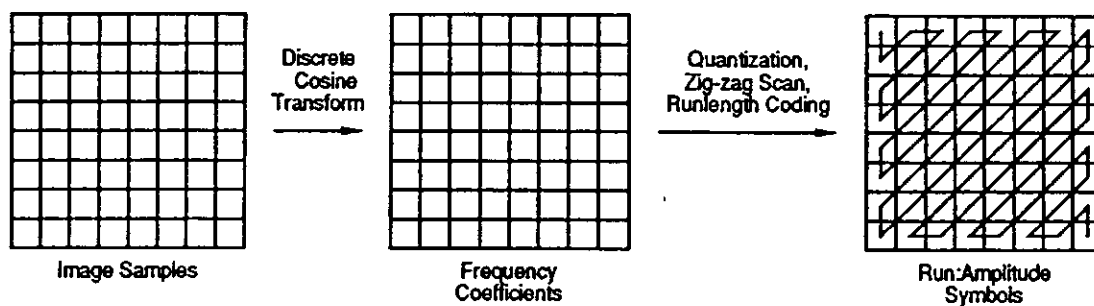 Discrete
Cosine
Transform
Quantization,
Zig-zag Scan,
Runlength Coding
Image Samples
Frequency
Coefficients
Run:Amplitude
Symbols